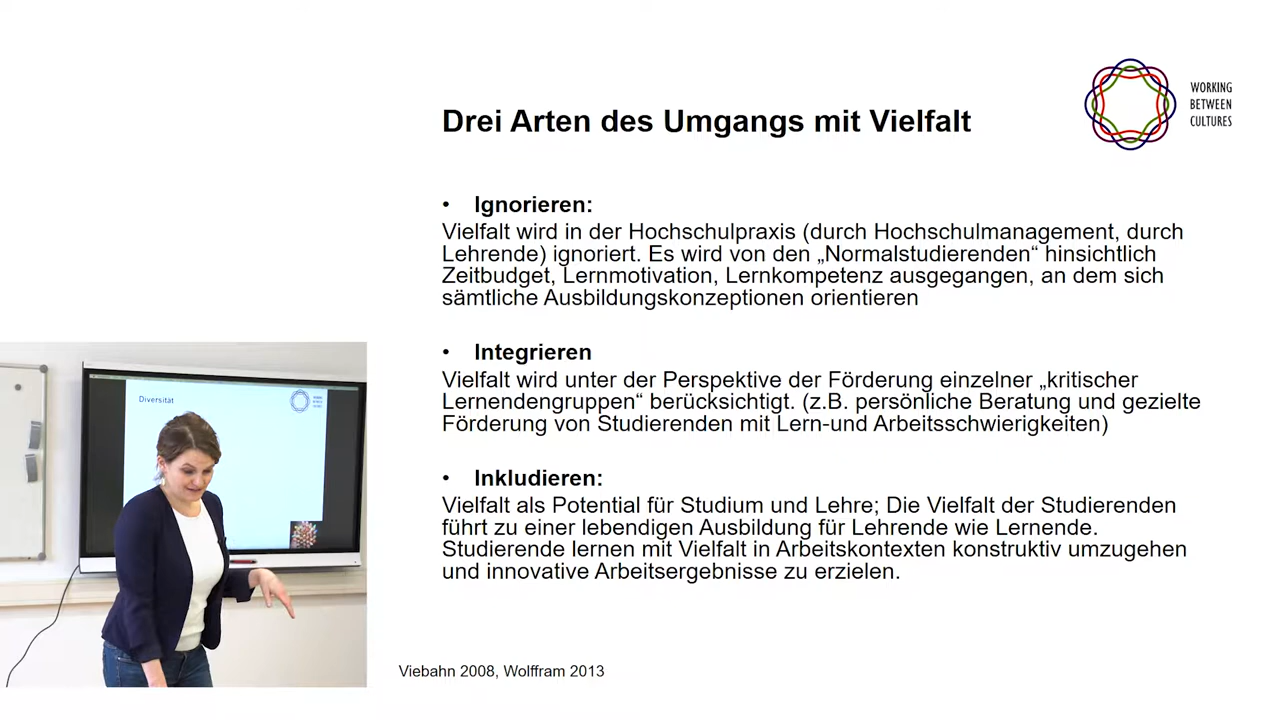 Drei Arten des Umgangs mit Vielfalt
WORKING
BETWEEN
CULTURES
• Ignorieren:
Vielfalt wird in der Hochschulpraxis (durch Hochschulmanagement, durch
Lehrende) ignoriert. Es wird von den „Normalstudierenden“ hinsichtlich
Zeitbudget, Lernmotivation, Lernkompetenz ausgegangen, an dem sich
sämtliche Ausbildungskonzeptionen orientieren
• Integrieren
Vielfalt wird unter der Perspektive der Förderung einzelner „kritischer
Lernendengruppen“ berücksichtigt. (z.B. persönliche Beratung und gezielte
Förderung von Studierenden mit Lern-und Arbeitsschwierigkeiten)
• Inkludieren:
Vielfalt als Potential für Studium und Lehre; Die Vielfalt der Studierenden
führt zu einer lebendigen Ausbildung für Lehrende wie Lernende.
Studierende lernen mit Vielfalt in Arbeitskontexten konstruktiv umzugehen
und innovative Arbeitsergebnisse zu erzielen.
Diversität
Viebahn 2008, Wolffram 2013